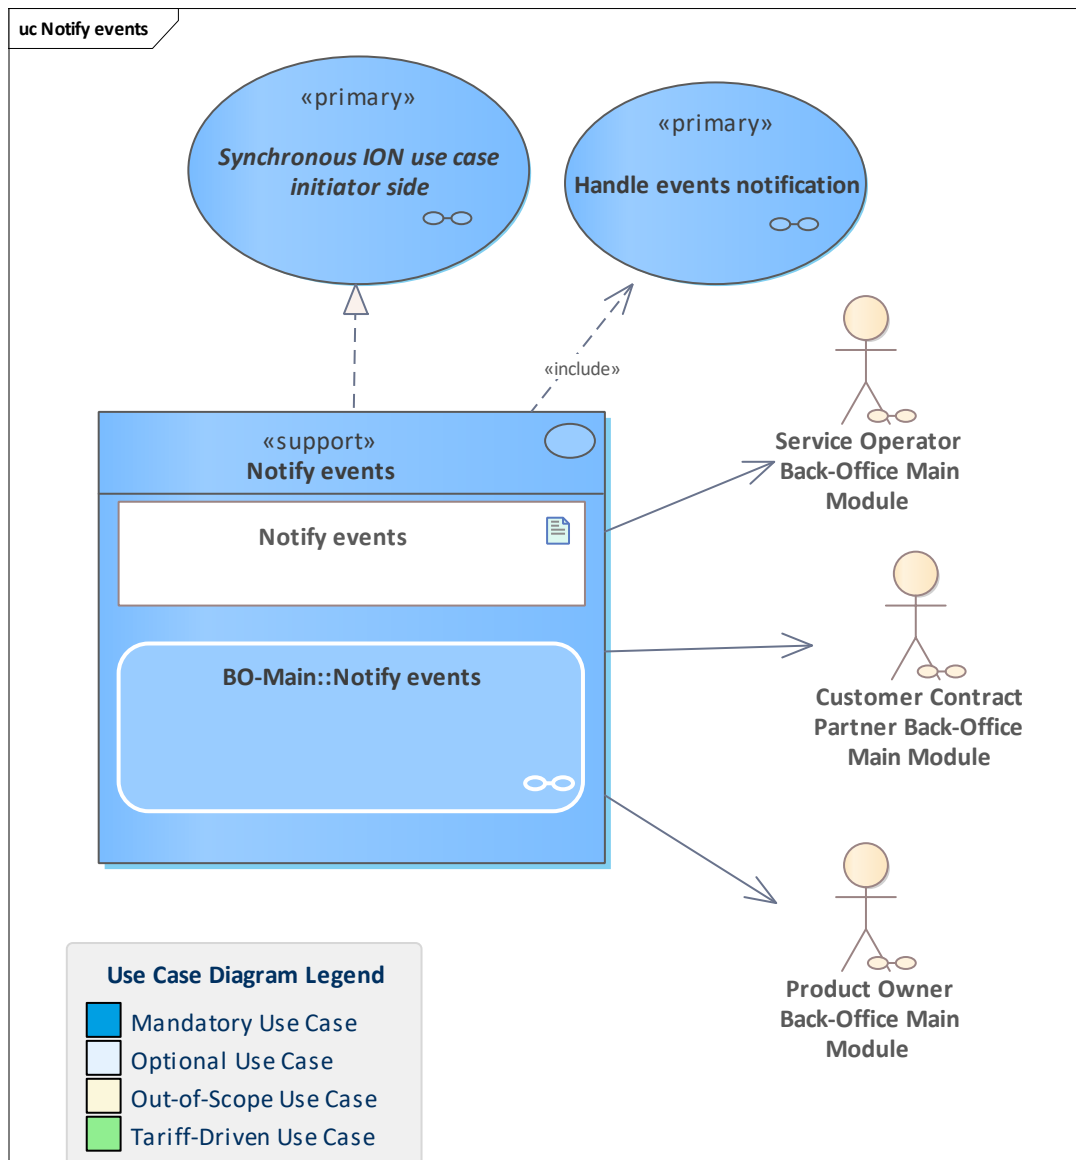 uc Notify events
«primary»
Synchronous ION use case
initiator side
«primary»
Handle events notification
«include»
«support»
Notify events
Notify events
BO-Main::Notify events
Service Operator
Back-Office Main
Module
Customer Contract
Partner Back-Office
Main Module
Product Owner
Back-Office Main
Module
Use Case Diagram Legend
Mandatory Use Case
Optional Use Case
Out-of-Scope Use Case
Tariff-Driven Use Case